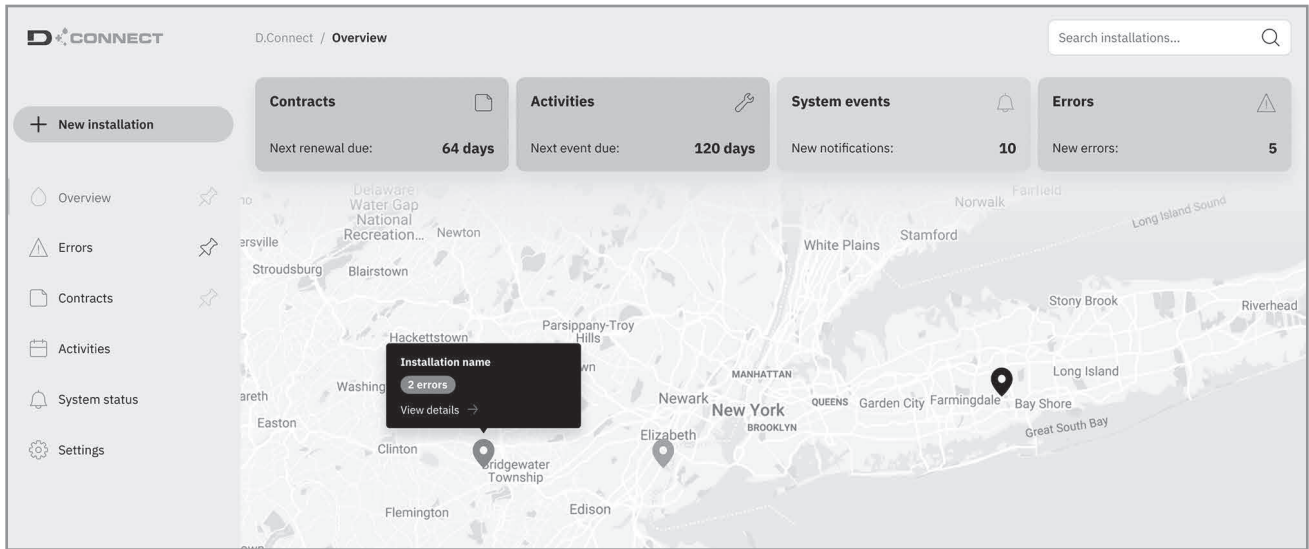 D CONNECT
D.Connect / Overview
Search installations...
New installation
Overview
Errors
Contracts
Activities
System status
Settings
Contracts
Next renewal due: 64 days
Activities
Next event due: 120 days
System events
New notifications: 10
Errors
New errors: 5
Delaware
Water Gap
National
Recreation...
Newton
Fairfield
Norwalk
Long Island Sound
Stamford
White Plains
ersville
Stroudsburg
Blairstown
Stony Brook
Riverhead
Parsippany-Troy
Hills
Hackettstown
Installation name
2 errors
View details
Washing
wn
areth
Easton
MANHATTAN
Newark
New York
QUEENS
BROOKLYN
Garden City
Farmingdale
Long Island
Bay Shore
Great South Bay
Elizabeth
Clinton
Bridgewater
Township
Flemington
Edison